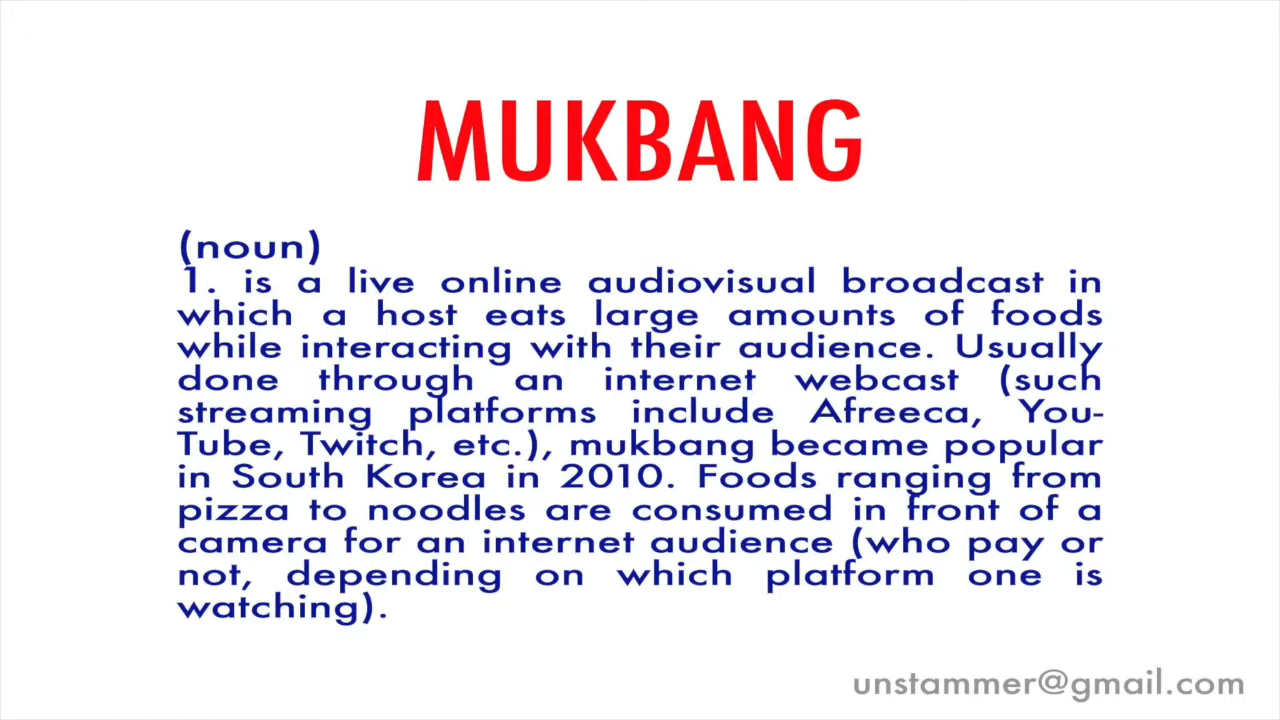 MUKBANG
(noun)
1. is a live online audiovisual broadcast in
which a host eats large amounts of foods
while interacting with their audience. Usually
done through an internet webcast (such
streaming platforms include Afreeca, You-
Tube, Twitch, etc.), mukbang became popular
in South Korea in 2010. Foods ranging from
pizza to noodles are consumed in front of a
camera for an internet audience (who pay or
not, depending on which platform one is
watching).
unstammer@gmail.com